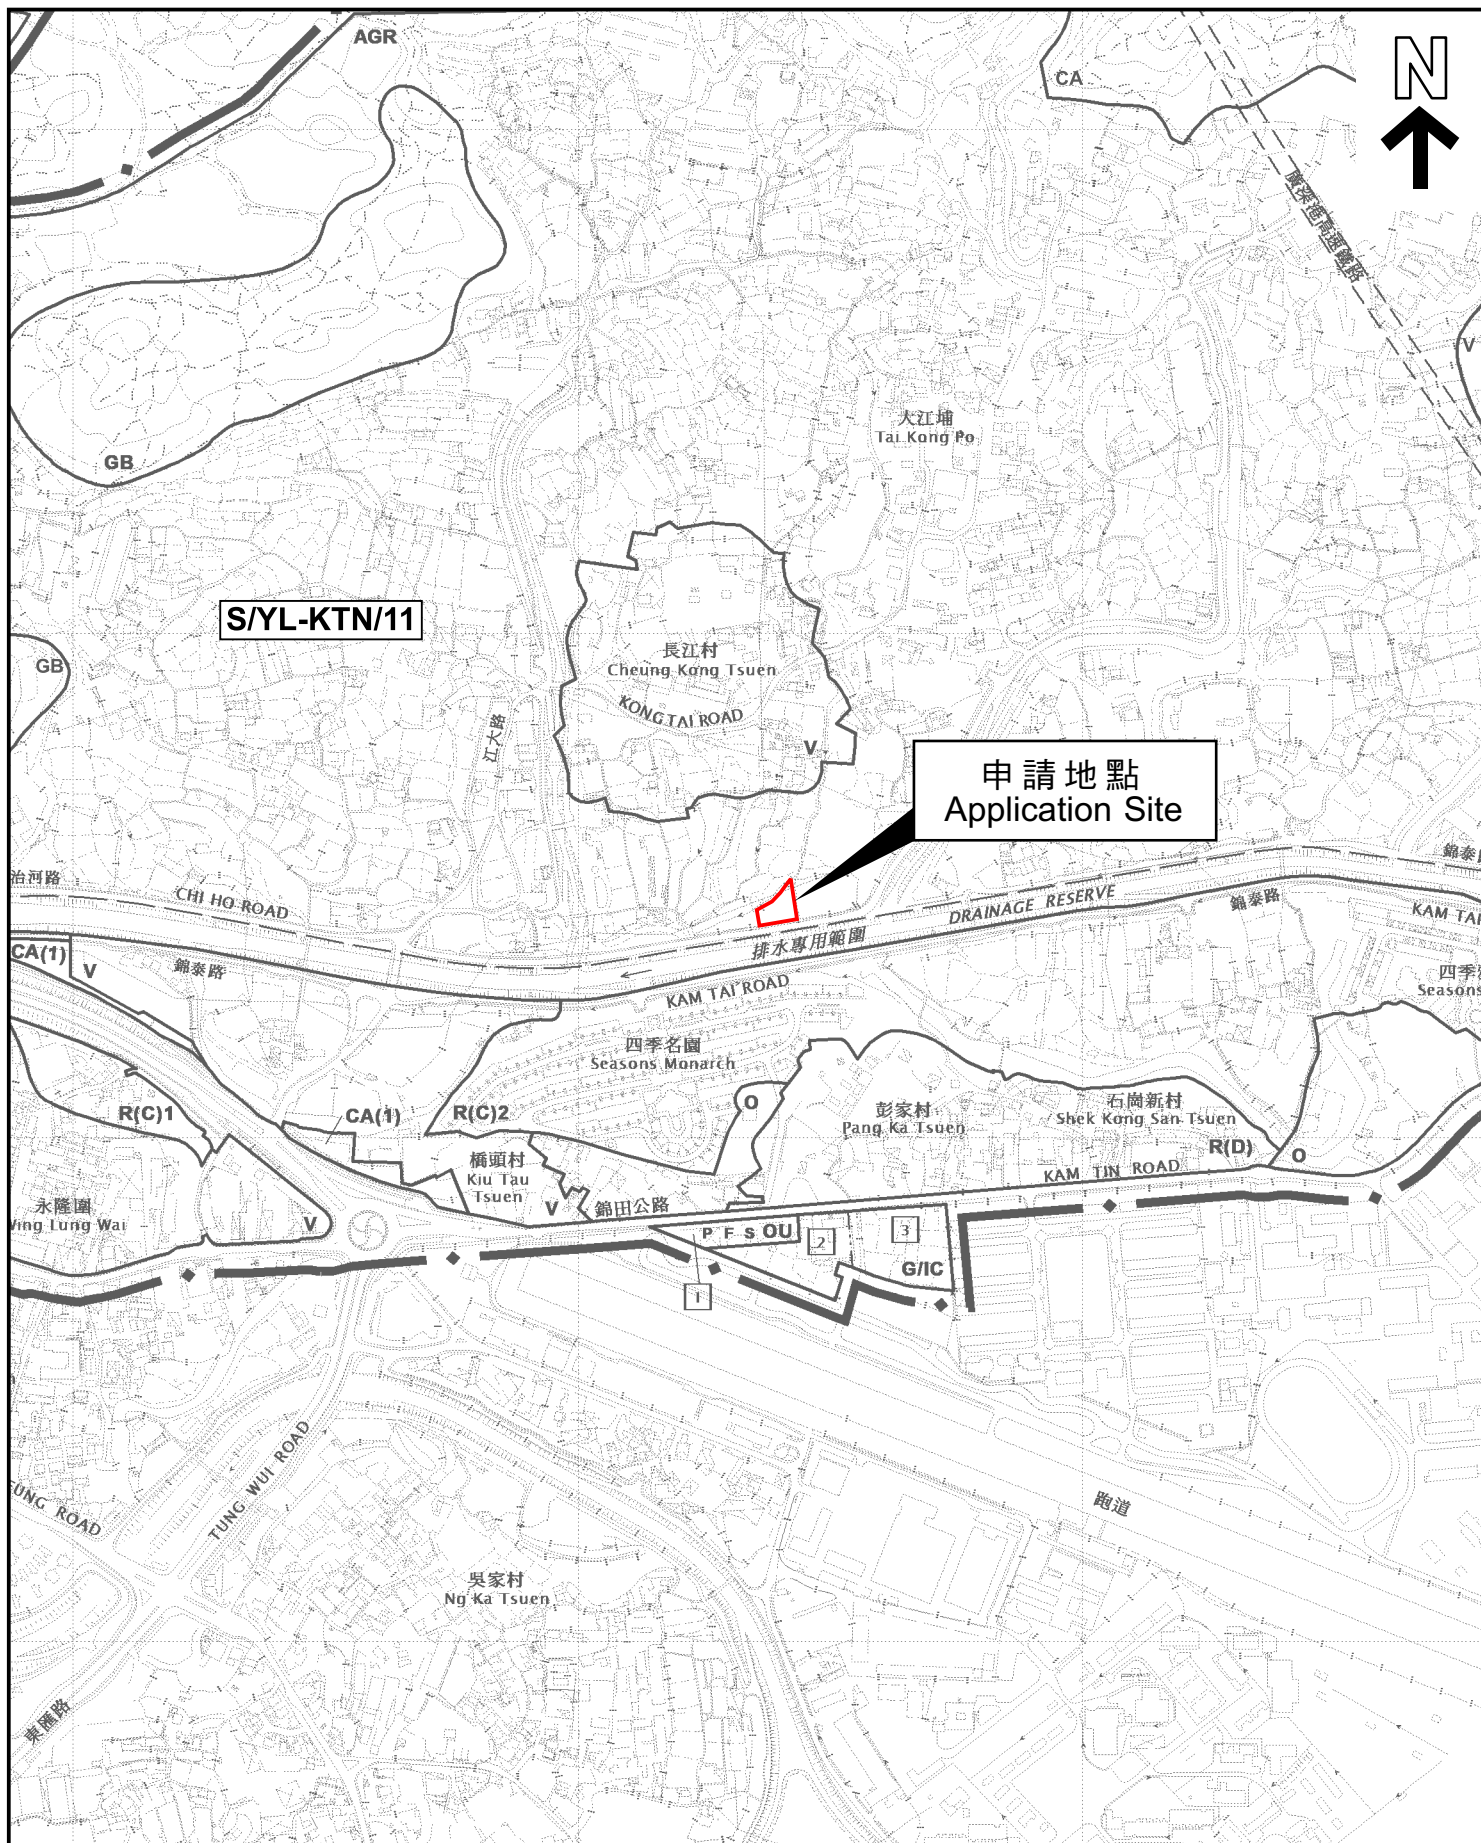 AGR
CA
N
廣深港高速鐵路
V
大江埔
Tai Kong Po
GB
S/YL-KTN/11
長江村
Cheung Kong Tsuen
GB
KONG TAI ROAD
江大路
V
申請地點
Application Site
治河路
CHI HO ROAD
錦泰
DRAINAGE RESERVE
錦泰路
KAM TAI
排水專用範圍
CA(1)
V
錦泰路
KAM TAI ROAD
四季
Seasons
四季名園
Seasons Monarch
R(C)1
CA(1)
R(C)2
O
彭家村
Pang Ka Tsuen
石崗新村
Shek Kong San Tsuen
R(D)
O
橋頭村
Kiu Tau
Tsuen
KAM TIN ROAD
永隆圍
Wing Lung Wai
V
V
錦田公路
P F S OU
2
3
G/IC
1
TUNG WUI ROAD
UNG ROAD
跑道
吳家村
Ng Ka Tsuen
東匯路